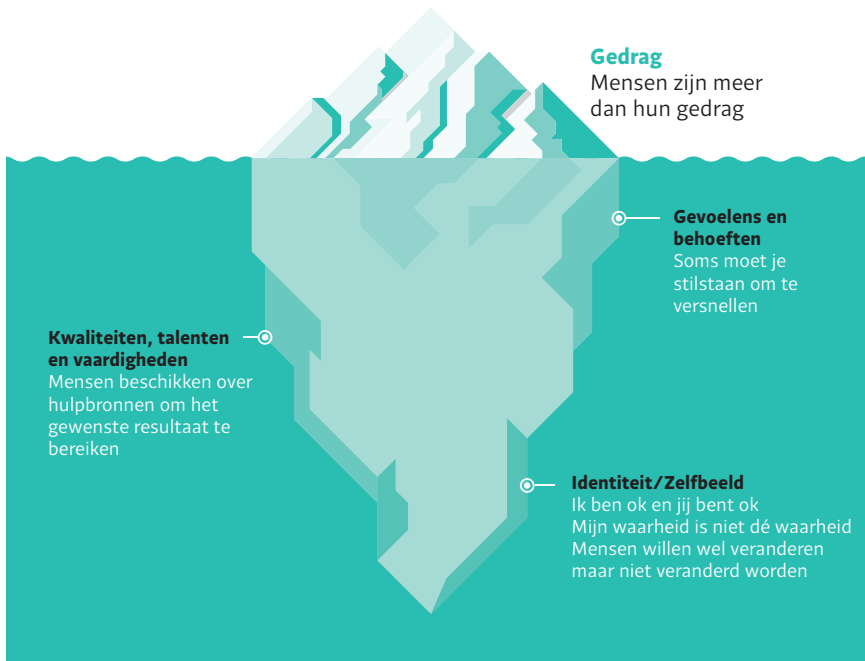 Gedrag
Mensen zijn meer
dan hun gedrag
Gevoelens en
behoeften
Soms moet je
stilstaan om te
versnellen
Kwaliteiten, talenten
en vaardigheden
Mensen beschikken over
hulpbronnen om het
gewenste resultaat te
bereiken
Identiteit/Zelfbeeld
Ik ben ok en jij bent ok
Mijn waarheid is niet dé waarheid
Mensen willen wel veranderen
maar niet veranderd worden